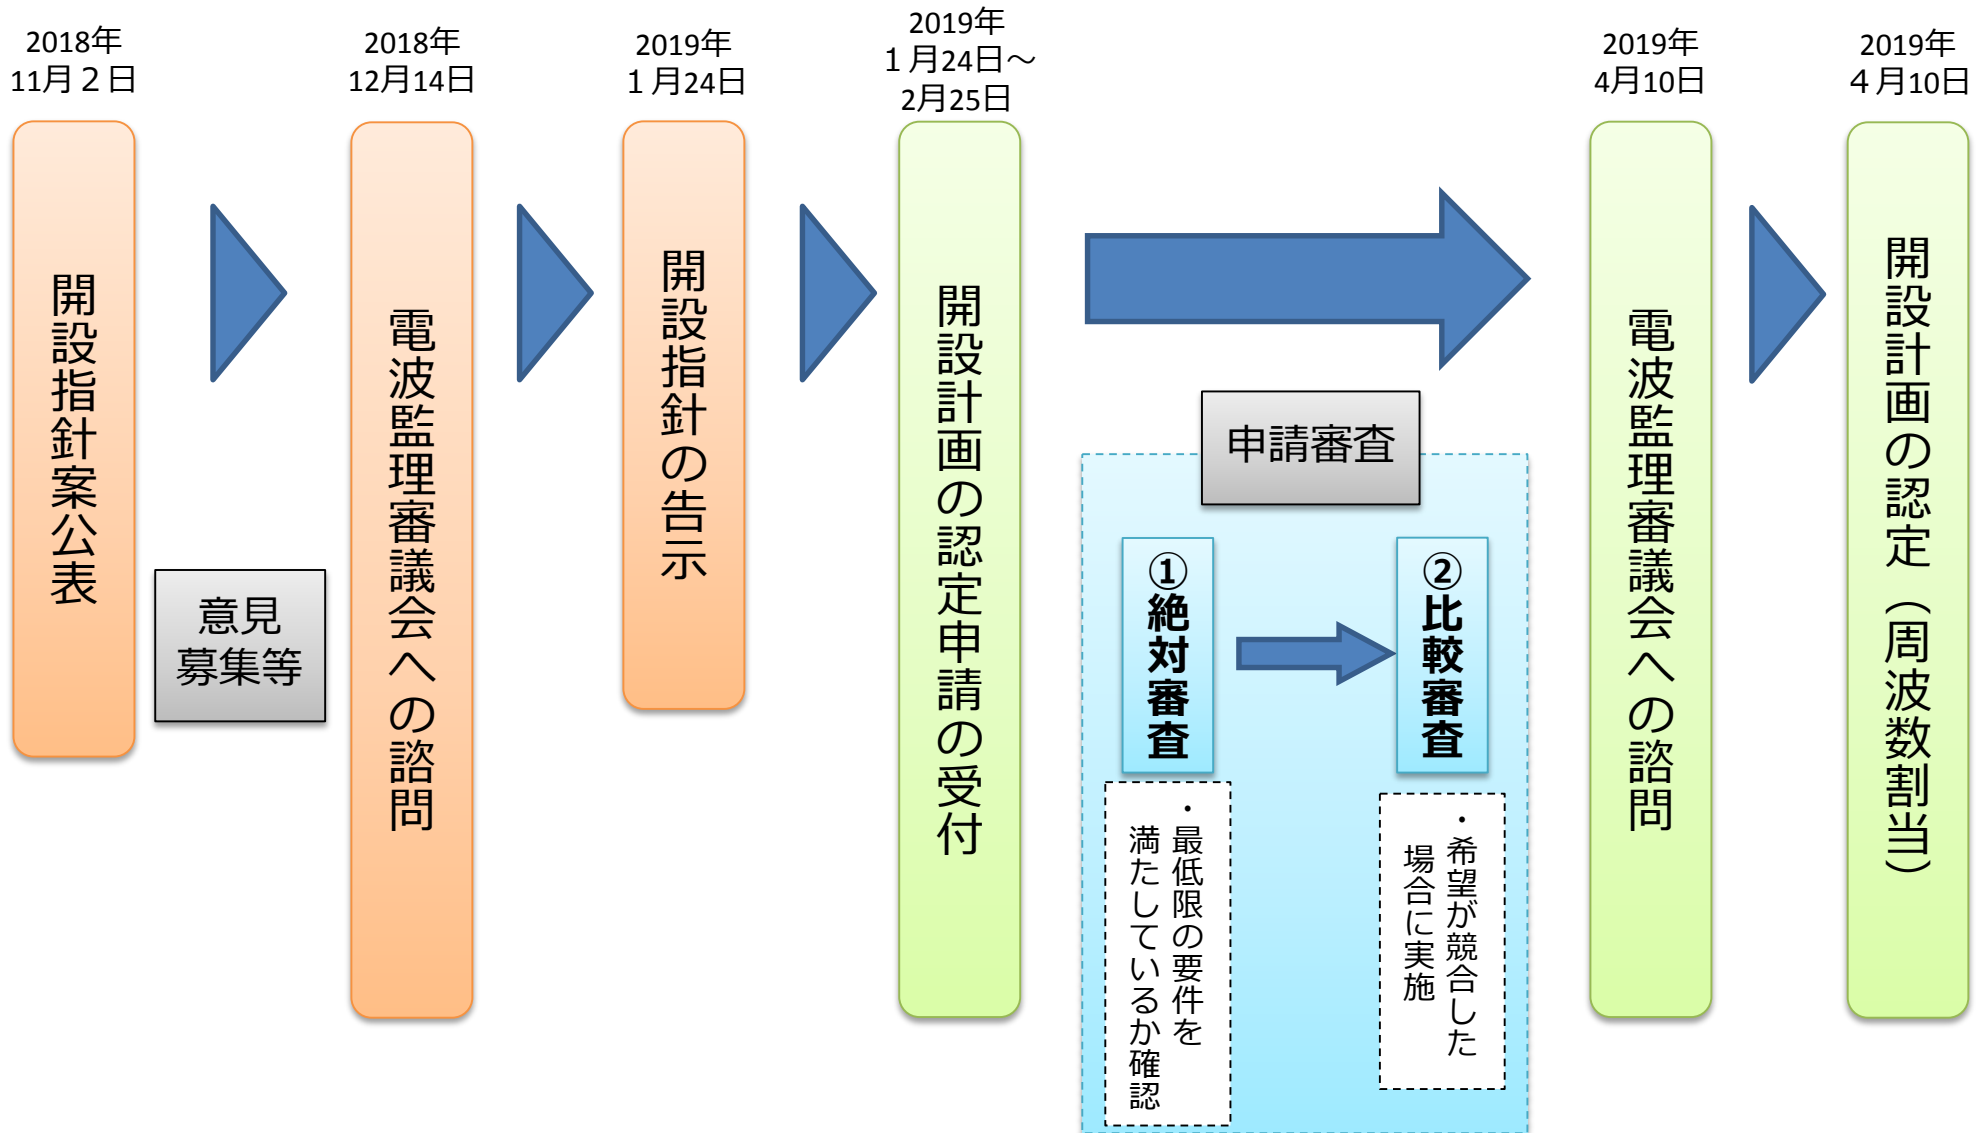 2018年
11月２日
開設指針案公表
意見
募集等
2018年
12月14日
電波監理審議会への諮問
2019年
１月24日
開設指針の告示
2019年
１月24日～
2月25日
開設計画の認定申請の受付
申請審査
①絶対審査
・最低限の要件を
満たしているか確認
②比較審査
・希望が競合した
場合に実施
2019年
4月10日
電波監理審議会への諮問
2019年
４月10日
開設計画の認定（周波数割当）